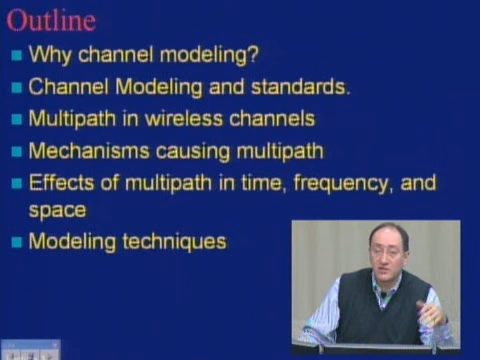 Outline
Why channel modeling?
Channel Modeling and standards.
Multipath in wireless channels
Mechanisms causing multipath
Effects of multipath in time, frequency, and
space
Modeling techniques